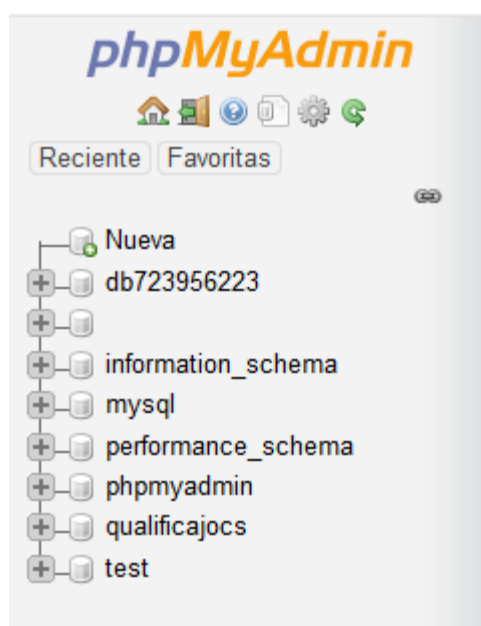 phpMyAdmin
Reciente Favoritas
Nueva
db723956223
information_schema
mysql
performance_schema
phpmyadmin
qualificajocs
test